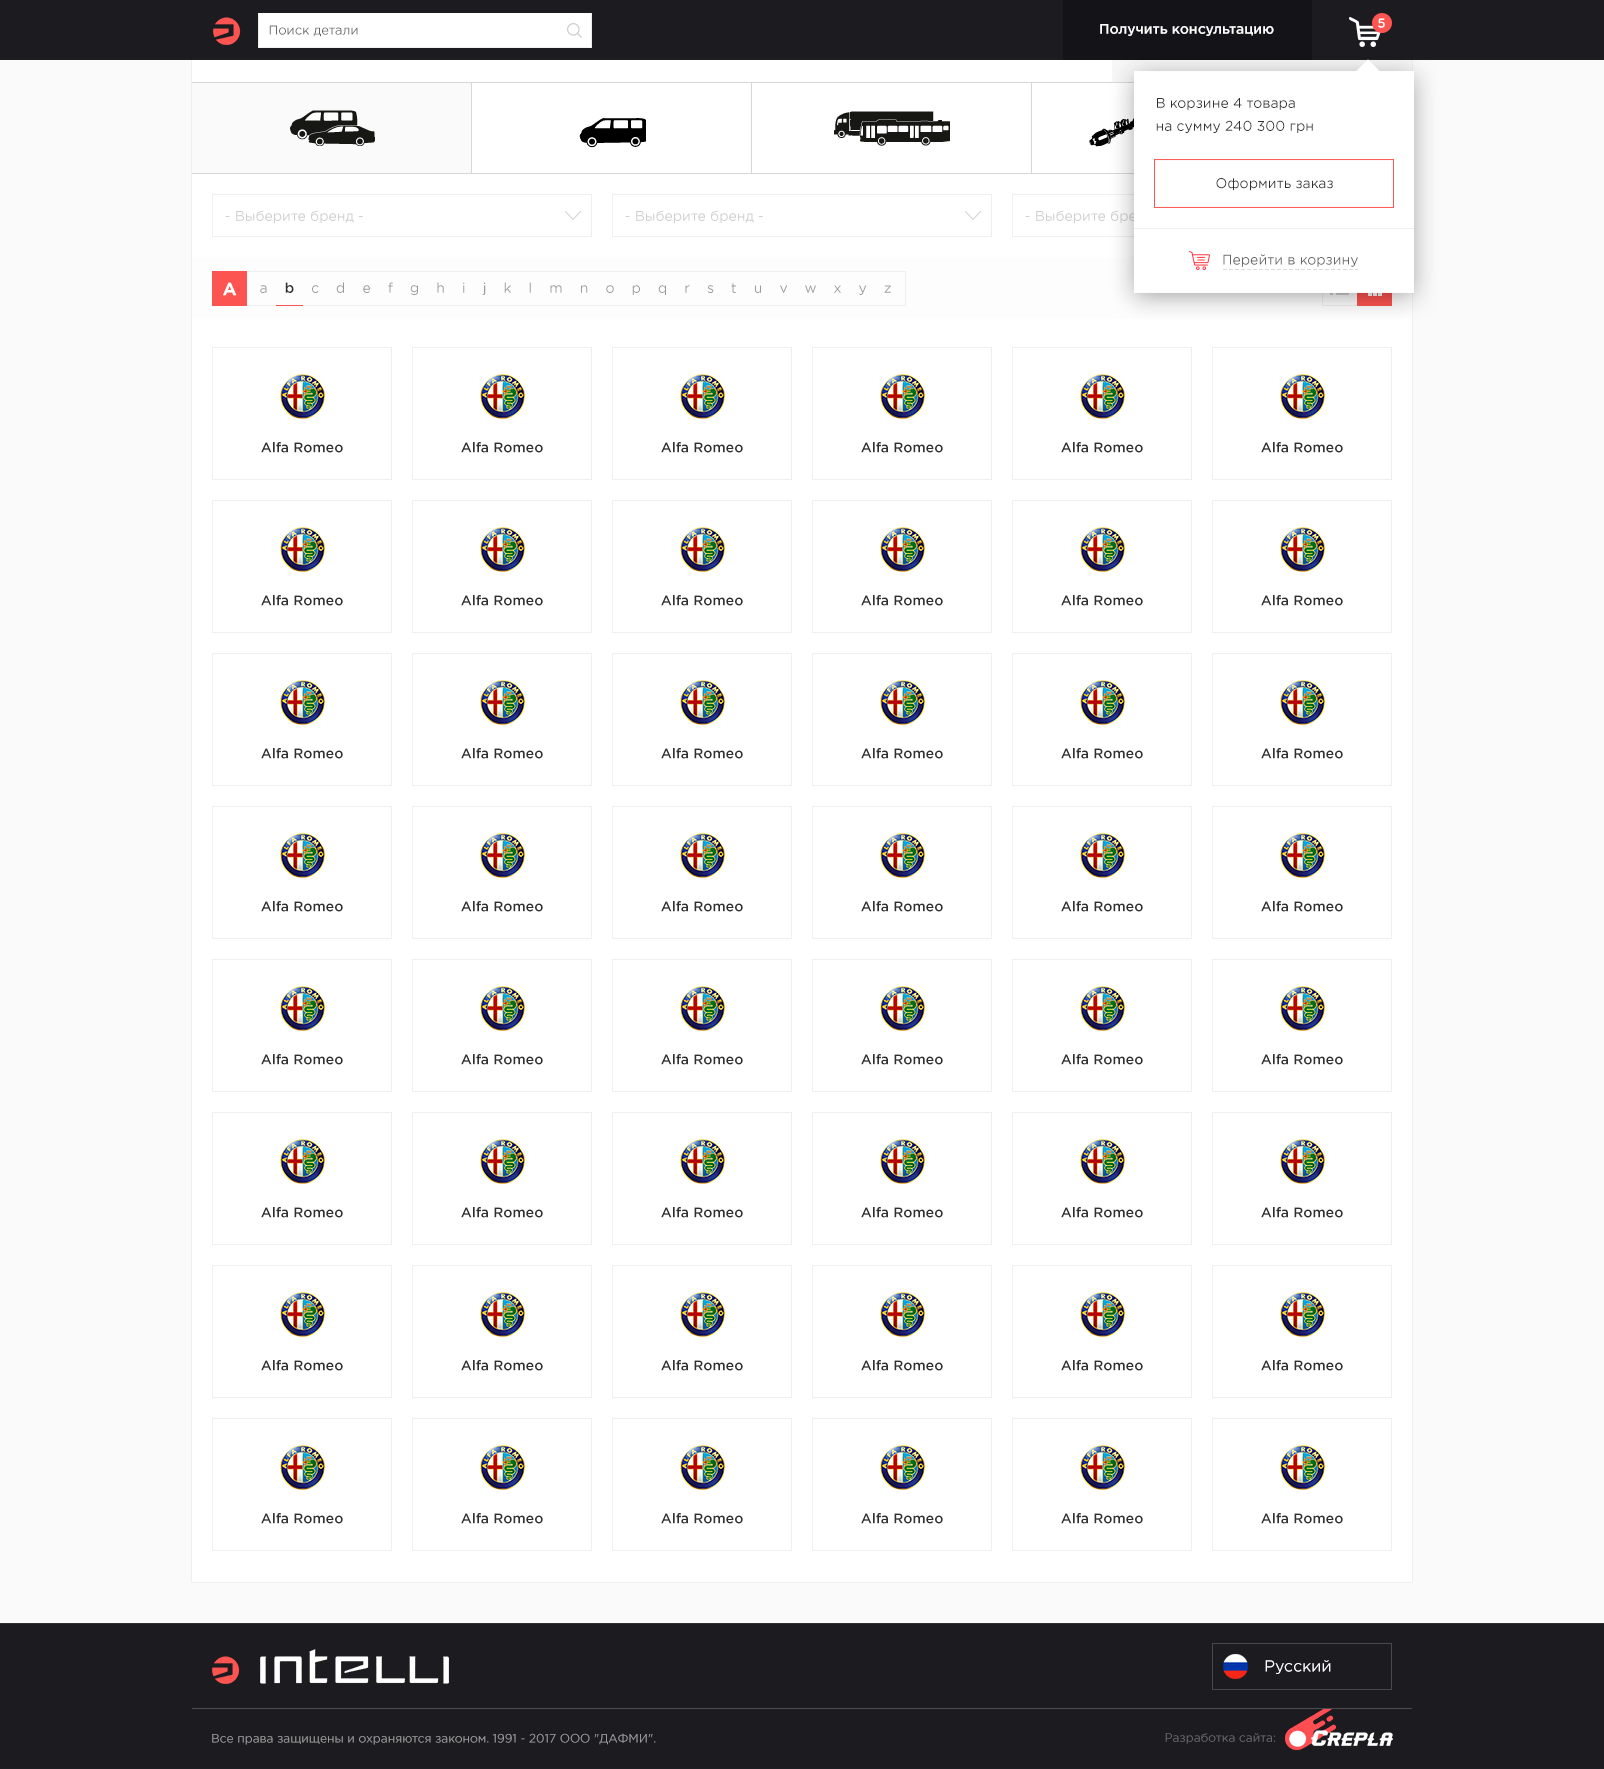 Поиск детали
Получить консультацию
5
В корзине 4 товара
на сумму 240 300 грн
Оформить заказ
Перейти в корзину
- Выберите бренд - - Выберите бренд - - Выберите бре
A a b c d e f g h i j k l m n o p q r s t u v w x y z
Alfa Romeo Alfa Romeo Alfa Romeo Alfa Romeo Alfa Romeo Alfa Romeo
Alfa Romeo Alfa Romeo Alfa Romeo Alfa Romeo Alfa Romeo Alfa Romeo
Alfa Romeo Alfa Romeo Alfa Romeo Alfa Romeo Alfa Romeo Alfa Romeo
Alfa Romeo Alfa Romeo Alfa Romeo Alfa Romeo Alfa Romeo Alfa Romeo
Alfa Romeo Alfa Romeo Alfa Romeo Alfa Romeo Alfa Romeo Alfa Romeo
Alfa Romeo Alfa Romeo Alfa Romeo Alfa Romeo Alfa Romeo Alfa Romeo
Alfa Romeo Alfa Romeo Alfa Romeo Alfa Romeo Alfa Romeo Alfa Romeo
Alfa Romeo Alfa Romeo Alfa Romeo Alfa Romeo Alfa Romeo Alfa Romeo
INTELLI
Русский
Все права защищены и охраняются законом. 1991 - 2017 ООО "ДАФМИ".
Разработка сайта: CREPLA